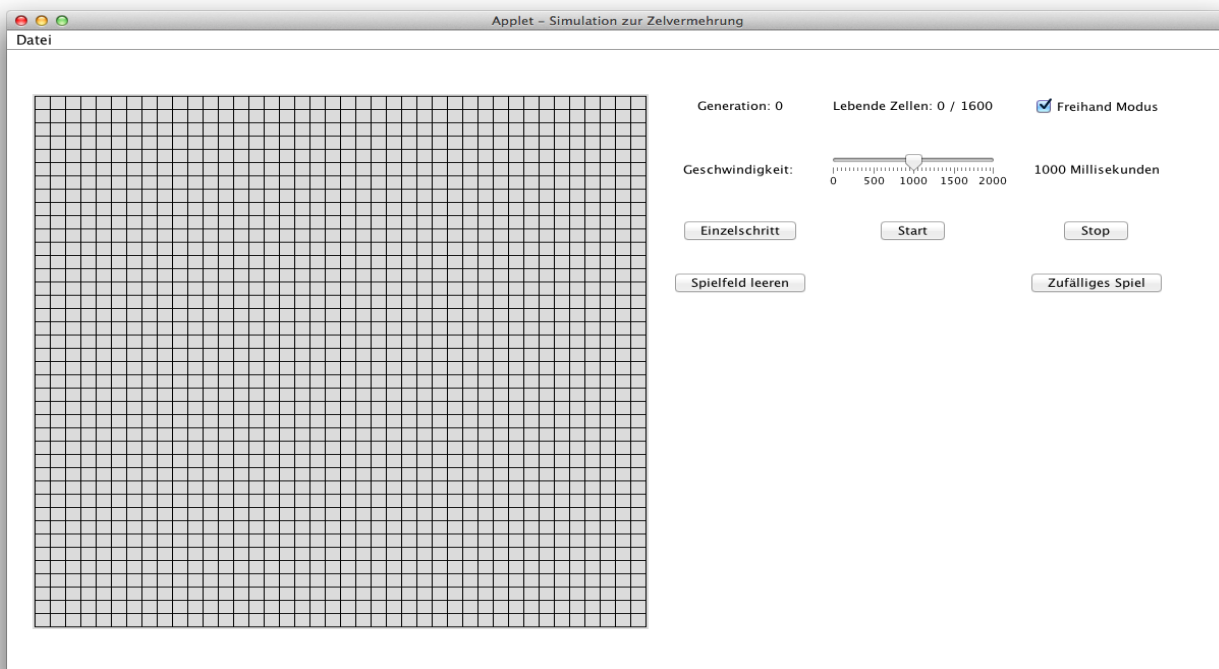 Applet – Simulation zur Zelvermehrung
Datei
Generation: 0 Lebende Zellen: 0 / 1600 Freihand Modus
Geschwindigkeit: 1000 Millisekunden
0 500 1000 1500 2000
Einzelschritt Start Stop
Spielfeld leeren Zufälliges Spiel